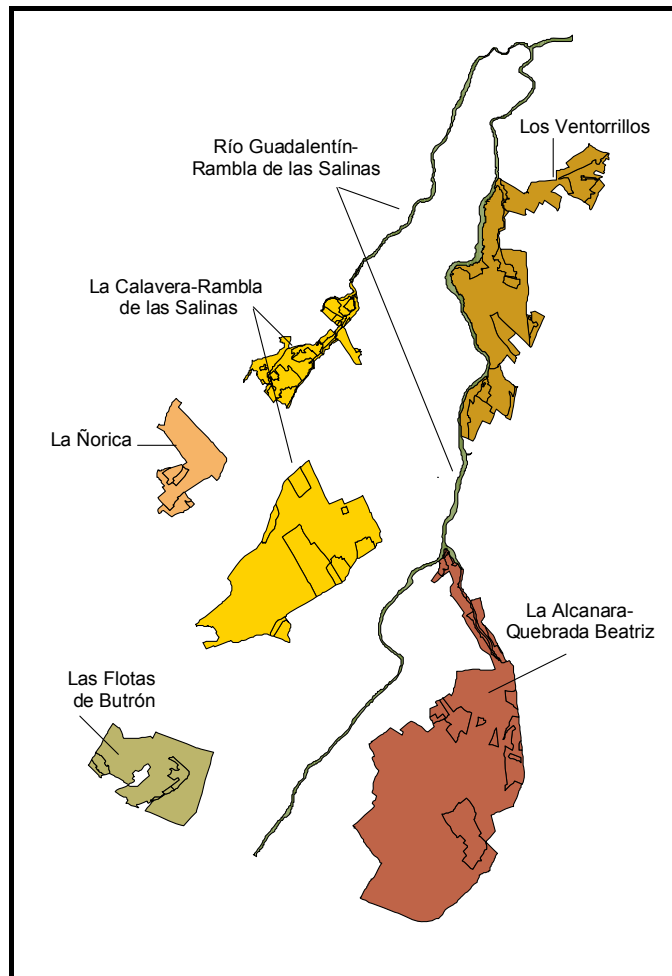 Los Ventorrillos
Río Guadalentín-
Rambla de las Salinas
La Calavera-Rambla
de las Salinas
La Ñorica
La Alcanara-
Quebrada Beatriz
Las Flotas
de Butrón